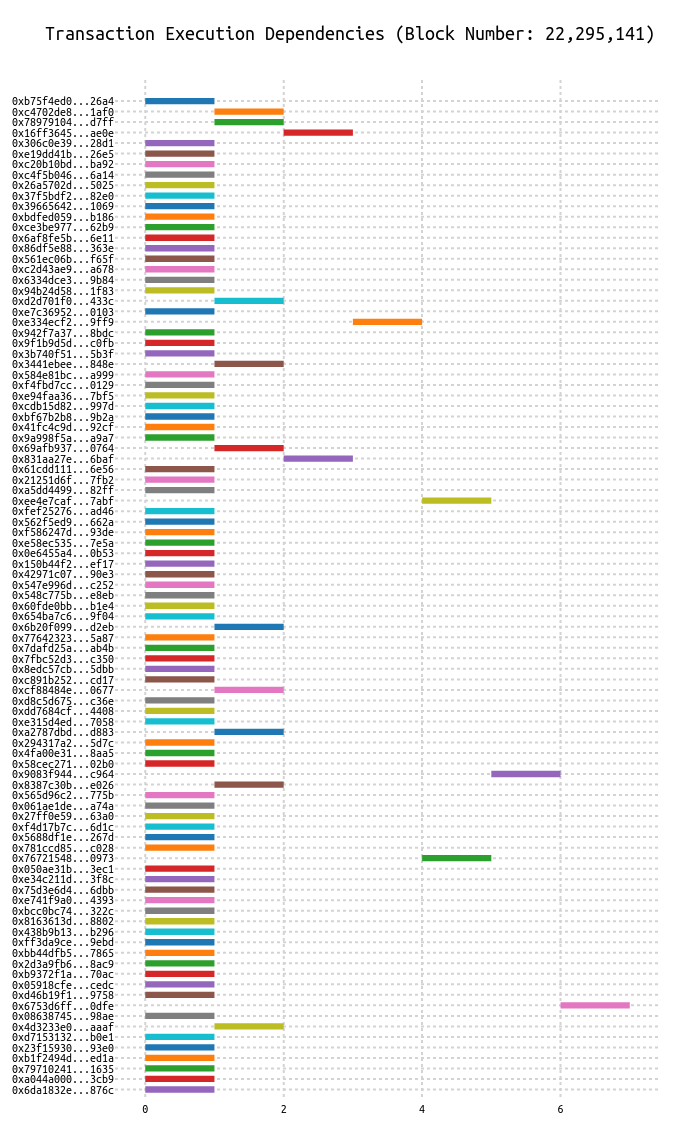 Transaction Execution Dependencies (Block Number: 22,295,141)
0xb75f4ed0...26a4
0xc4702de8...1af0
0x78979104...d7ff
0x16ff3645...ae0e
0x306c0e39...28d1
0xe19dd41b...26e5
0xc20b10bd...ba92
0xc4f5b046...6a14
0x26a5702d...5025
0x37f5bdf2...82e0
0x39665642...1069
0xbdfed059...b186
0xce3be977...62b9
0x6af8fe5b...6e11
0x86df5e88...363e
0x561ec06b...f65f
0xc2d43ae9...a678
0x6334dce3...9b84
0x94b24d58...1f83
0xd2d701f0...433c
0xe7c36952...0103
0xe334ecf2...9ff9
0x942f7a37...8bdc
0x9f1b9d5d...c0fb
0x3b740f51...5b3f
0x3441ebee...848e
0x584e81bc...a999
0xf4fbd7cc...0129
0xe94faa36...7bf5
0xcdb15d82...997d
0xbf67b2b8...9b2a
0x41fc4c9d...92cf
0x9a998f5a...a9a7
0x69afb937...0764
0x831aa27e...6baf
0x61cdd111...6e56
0x21251d6f...7fb2
0xa5dd4499...82ff
0xee4e7caf...7abf
0xfef25276...ad46
0x562f5ed9...662a
0xf586247d...93de
0xe58ec535...7e5a
0x0e6455a4...0b53
0x150b44f2...ef17
0x42971c07...90e3
0x547e996d...c252
0x548c775b...e8eb
0x60fde0bb...b1e4
0x654ba7c6...9f04
0x6b20f099...d2eb
0x77642323...5a87
0x7dafd25a...ab4b
0x7fbc52d3...c350
0x8edc57cb...5dbb
0xc891b252...cd17
0xcf88484e...0677
0xd8c5d675...c36e
0xdd7684cf...4408
0xe315d4ed...7058
0xa2787dbd...d883
0x294317a2...5d7c
0x4fa00e31...8aa5
0x58cec271...02b0
0x9083f944...c964
0x8387c30b...e026
0x565d96c2...775b
0x061ae1de...a74a
0x27ff0e59...63a0
0xf4d17b7c...6d1c
0x5688df1e...267d
0x781ccd85...c028
0x76721548...0973
0x050ae31b...3ec1
0xe34c211d...3f8c
0x75d3e6d4...6dbb
0xe741f9a0...4393
0xbcc0bc74...322c
0x8163613d...8802
0x438b9b13...b296
0xff3da9ce...9ebd
0xbb44dfb5...7865
0x2d3a9fb6...8ac9
0xb9372f1a...70ac
0x05918cfe...cedc
0xd46b19f1...9758
0x6753d6ff...0dfe
0x08638745...98ae
0x4d3233e0...aaaf
0xd7153132...b0e1
0x23f15930...93e0
0xb1f2494d...ed1a
0x79710241...1635
0xa044a000...3cb9
0x6da1832e...876c
0 2 4 6